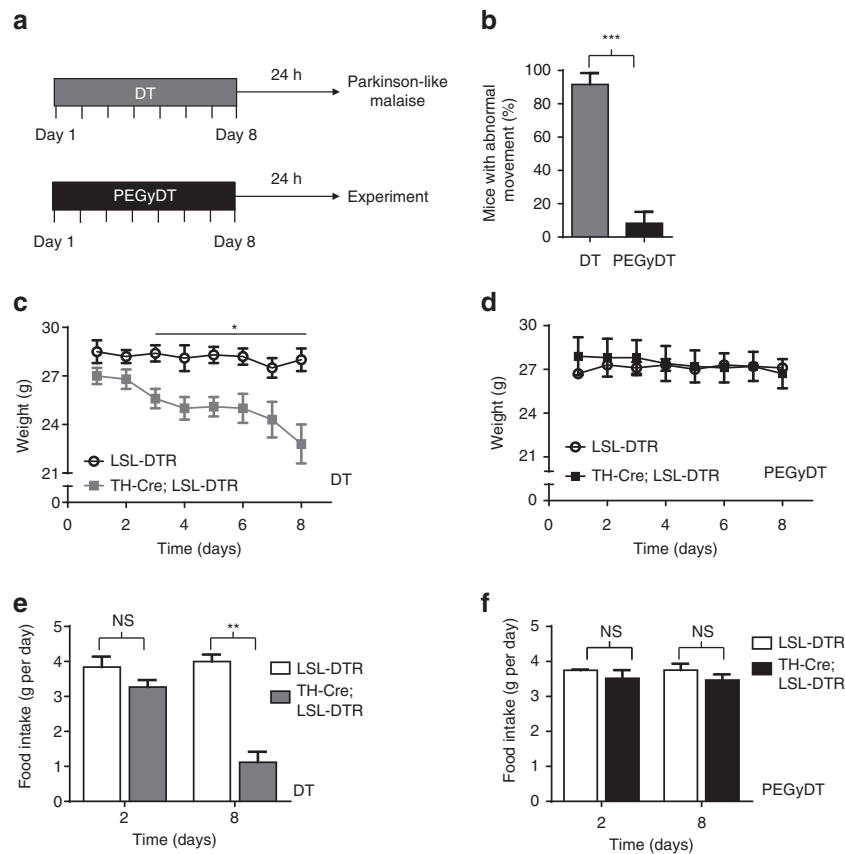 a
DT
24 h
Parkinson-like
malaise
Day 1
Day 8
PEGyDT
24 h
Experiment
Day 1
Day 8
b
***
Mice with abnormal
movement (%)
100
80
60
40
20
0
DT
PEGyDT
c
*
Weight (g)
30
27
24
21
0
LSL-DTR
TH-Cre; LSL-DTR
DT
0 2 4 6 8
Time (days)
d
Weight (g)
30
27
24
21
0
LSL-DTR
TH-Cre; LSL-DTR
PEGyDT
0 2 4 6 8
Time (days)
e
Food intake (g per day)
5
4
3
2
1
0
NS
**
LSL-DTR
TH-Cre;
LSL-DTR
DT
2 8
Time (days)
f
Food intake (g per day)
5
4
3
2
1
0
NS
NS
LSL-DTR
TH-Cre;
LSL-DTR
PEGyDT
2 8
Time (days)